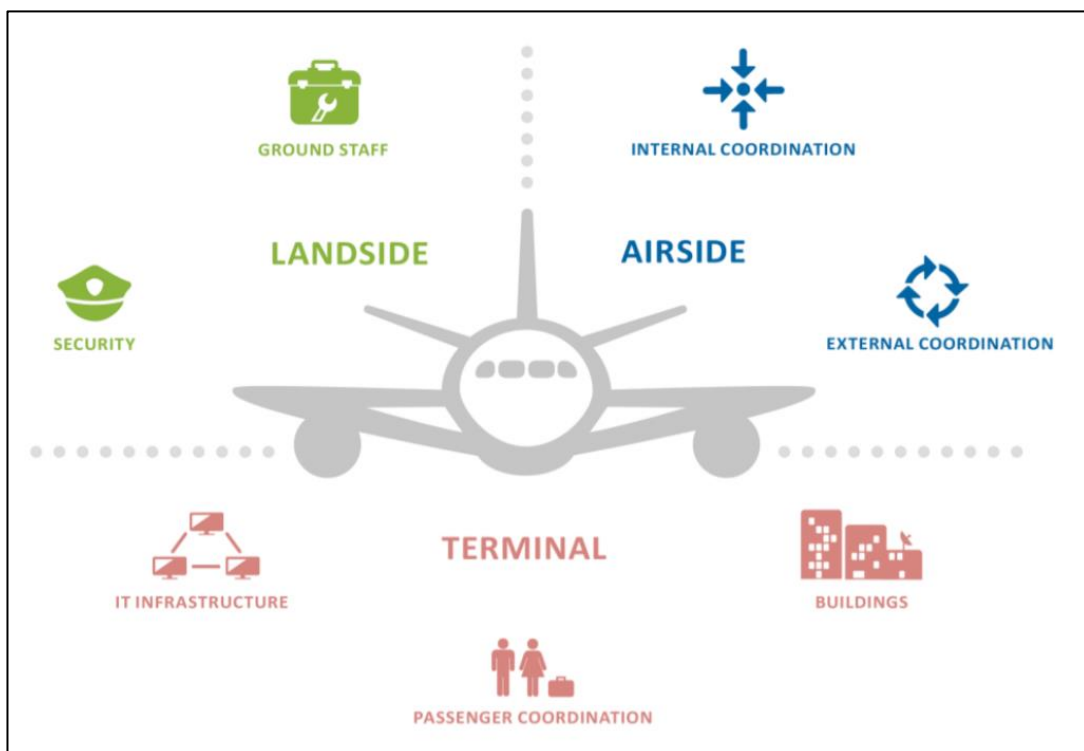 GROUND STAFF
INTERNAL COORDINATION
LANDSIDE
AIRSIDE
SECURITY
EXTERNAL COORDINATION
TERMINAL
IT INFRASTRUCTURE
BUILDINGS
PASSENGER COORDINATION